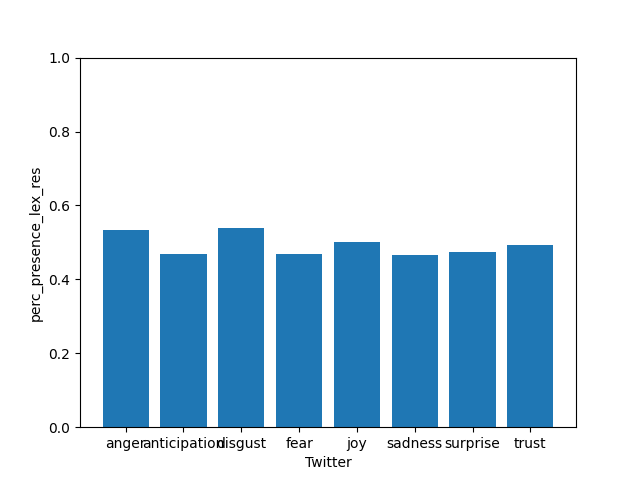 1.0
0.8
0.6
0.4
0.2
0.0
perc_presence_lex_res
anger anticipation disgust fear joy sadness surprise trust
Twitter